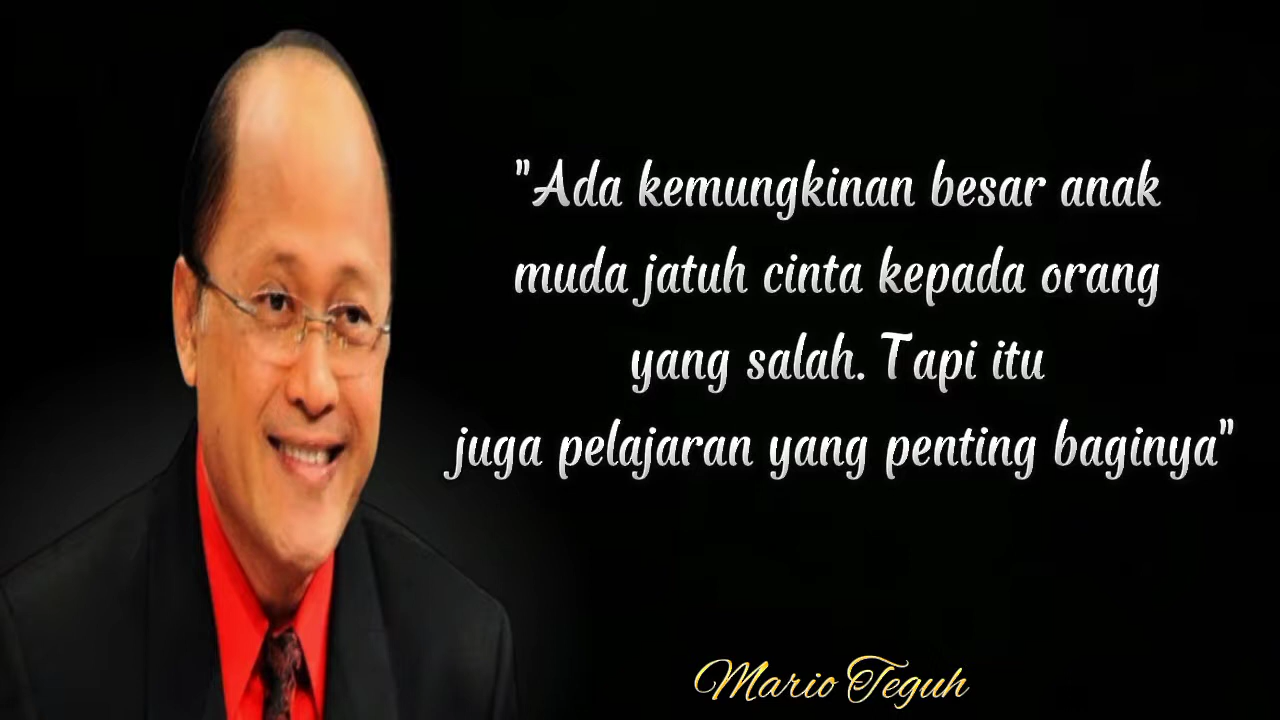 "Ada kemungkinan besar anak
muda jatuh cinta kepada orang
yang salah. Tapi itu
juga pelajaran yang penting baginya"
Mario Teguh